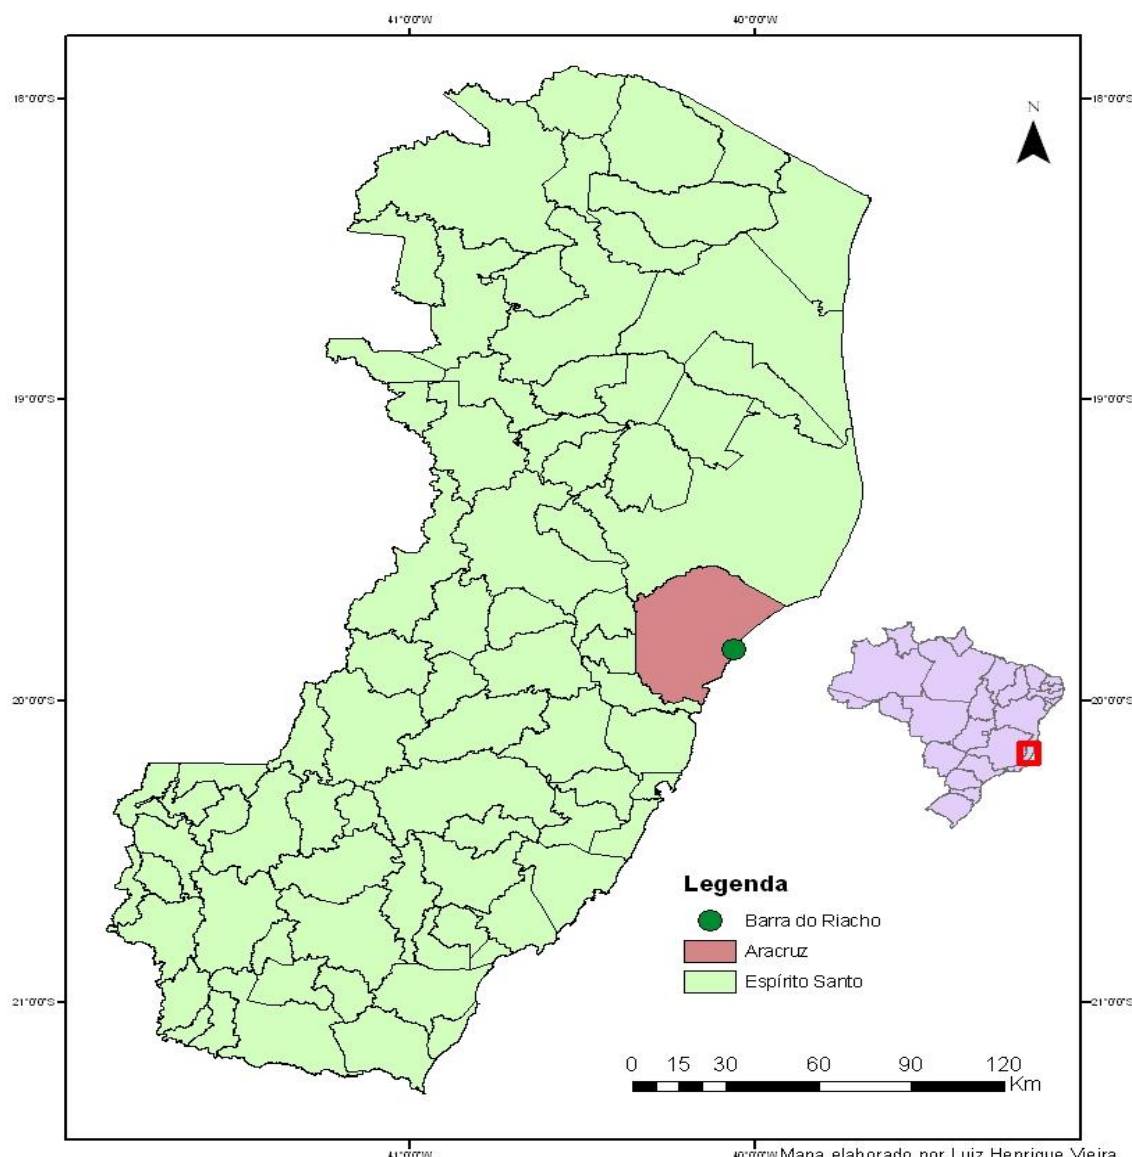 41°0'0"W
40°0'0"W
18°0'0"S
18°0'0"S
N
19°0'0"S
19°0'0"S
20°0'0"S
20°0'0"S
Legenda
Barra do Riacho
Aracruz
Espírito Santo
21°0'0"S
21°0'0"S
0 15 30 60 90 120
Km
41°0'0"W
40°0'0"W
Mapa elaborado por Luiz Henrique Vieira